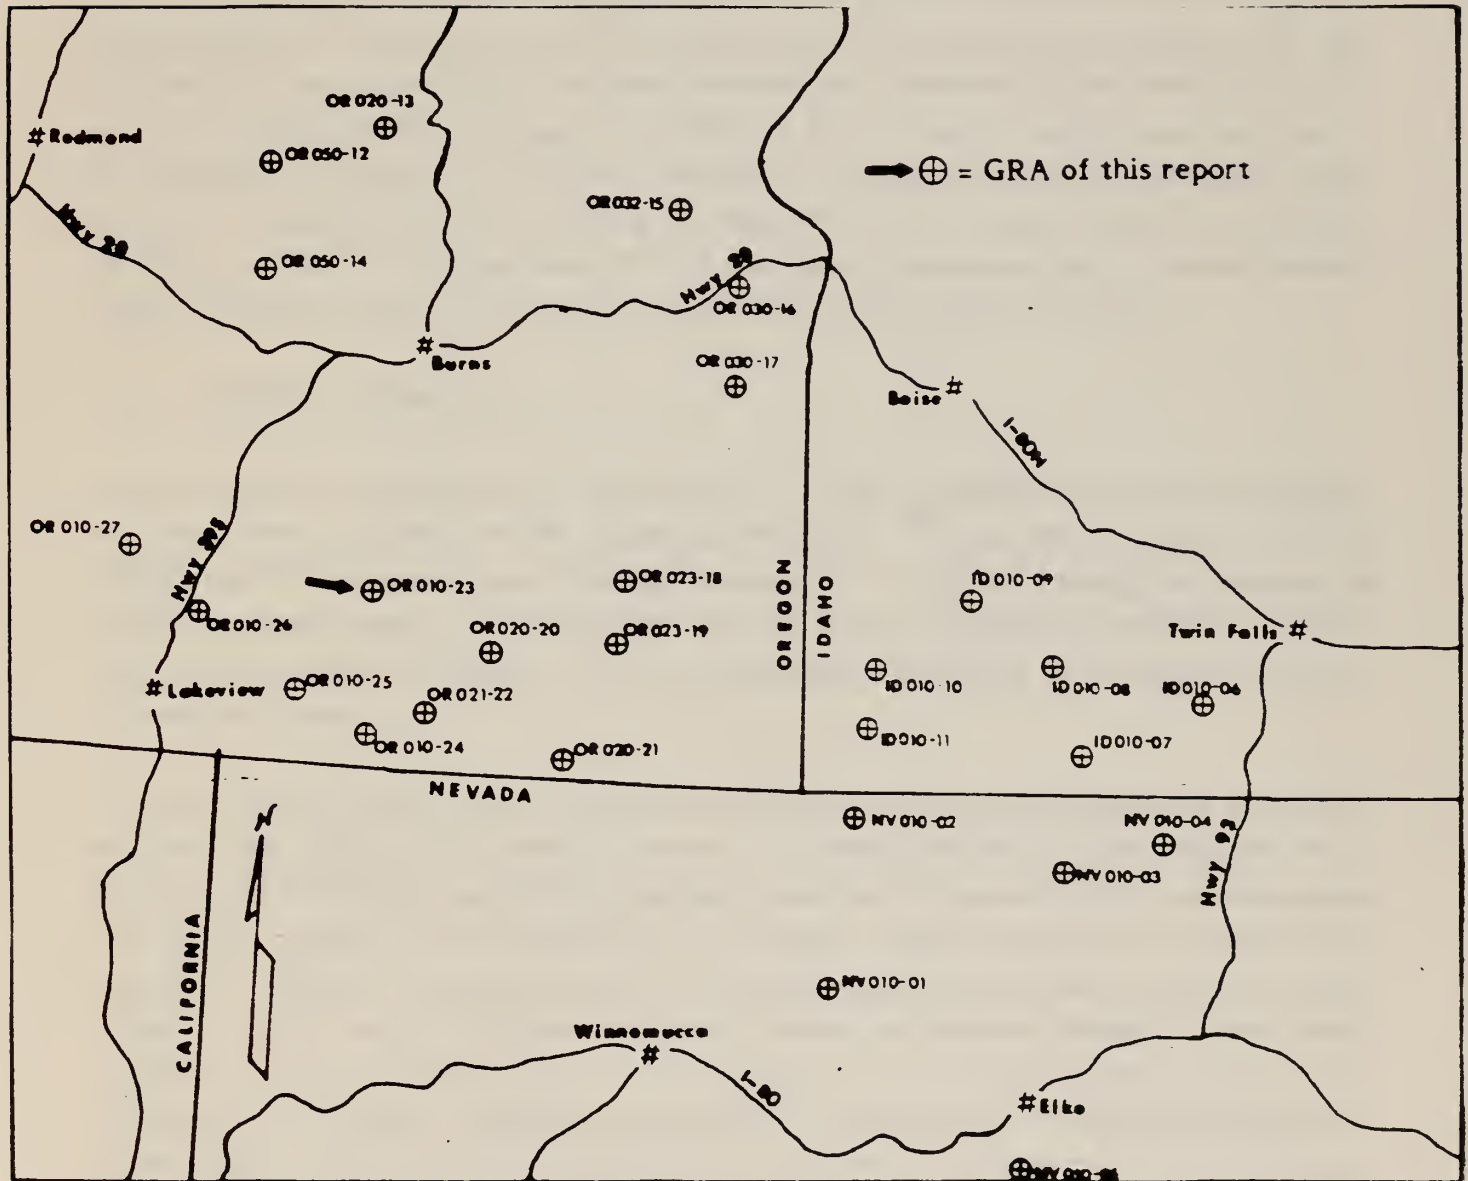 OR 020-13
# Redmond
OR 050-12
= GRA of this report
OR 032-15
Hwy 20
OR 050-14
Hwy 20
OR 030-16
# Burns
OR 030-17
Boise #
I-80N
OR 010-27
Hwy 395
OR 010-23
OR 023-18
OREGON
IDAHO
ID 010-09
OR 010-26
OR 020-20
OR 023-19
Twin Falls #
# Lakeview
OR 010-25
OR 021-22
ID 010-10
ID 010-08
ID 010-06
OR 010-24
OR 020-21
ID 010-11
ID 010-07
NEVADA
N
NV 010-02
NV 010-04
Hwy 93
NV 010-03
CALIFORNIA
NV 010-01
Winnemucca
#
I-80
# Elko